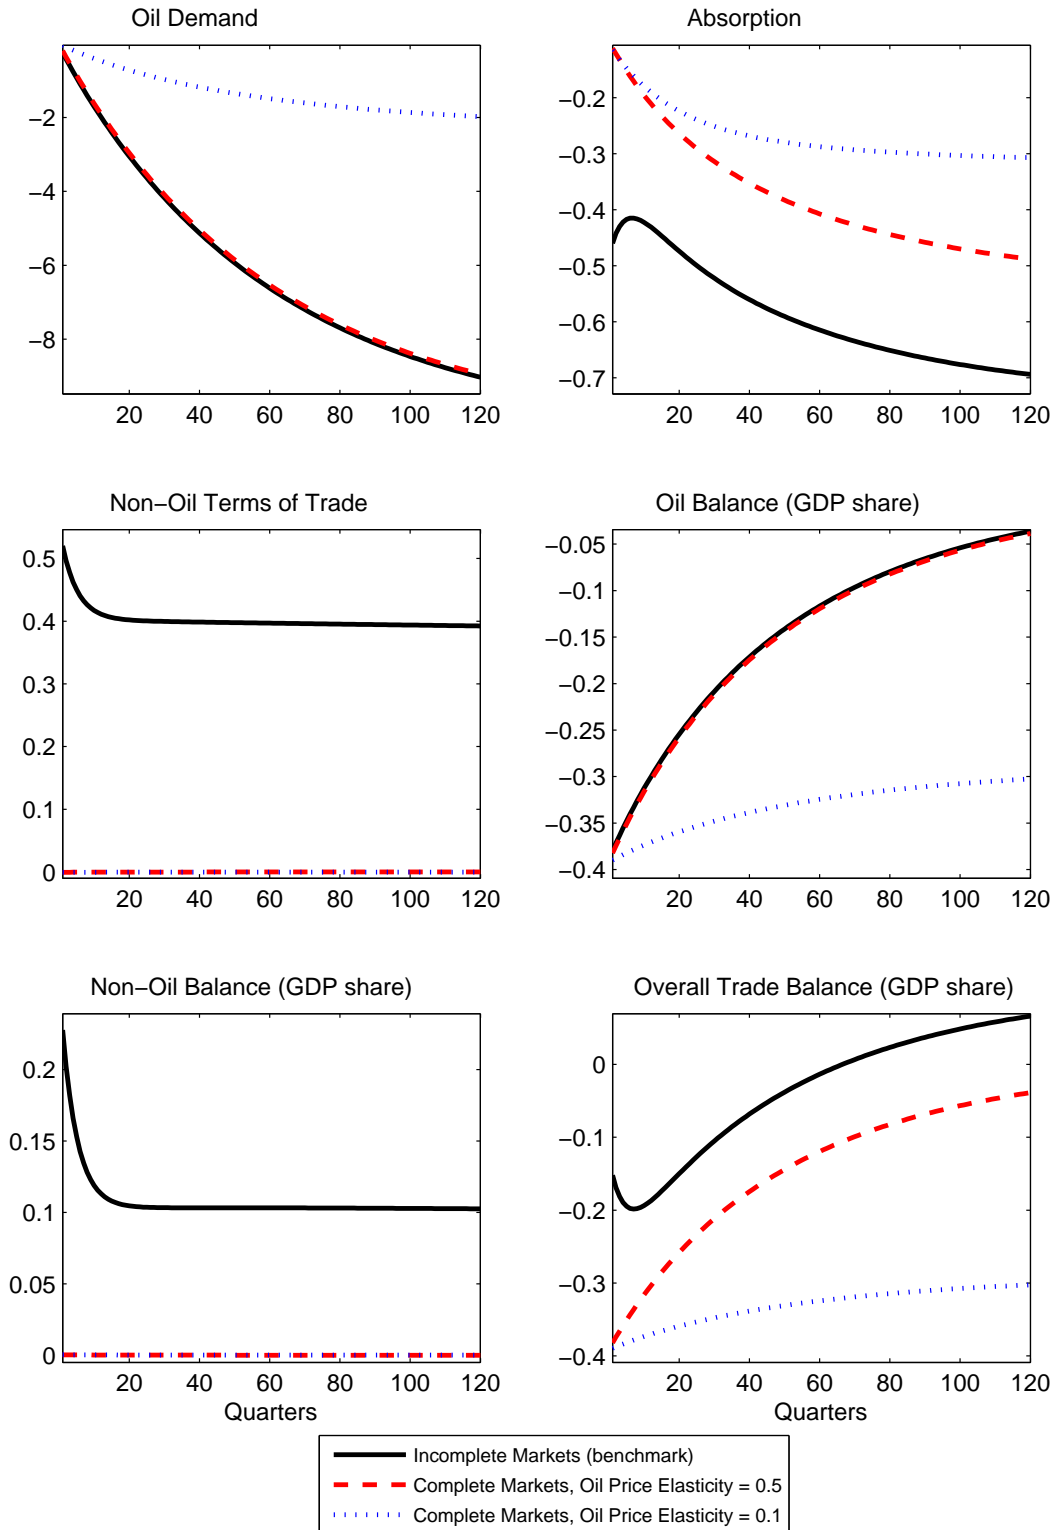 Oil Demand
−2
−4
−6
−8
20 40 60 80 100 120
Absorption
−0.2
−0.3
−0.4
−0.5
−0.6
−0.7
20 40 60 80 100 120
Non−Oil Terms of Trade
0.5
0.4
0.3
0.2
0.1
0
20 40 60 80 100 120
Oil Balance (GDP share)
−0.05
−0.1
−0.15
−0.2
−0.25
−0.3
−0.35
−0.4
20 40 60 80 100 120
Non−Oil Balance (GDP share)
0.2
0.15
0.1
0.05
0
20 40 60 80 100 120
Quarters
Overall Trade Balance (GDP share)
0
−0.1
−0.2
−0.3
−0.4
20 40 60 80 100 120
Quarters
Incomplete Markets (benchmark)
Complete Markets, Oil Price Elasticity = 0.5
Complete Markets, Oil Price Elasticity = 0.1